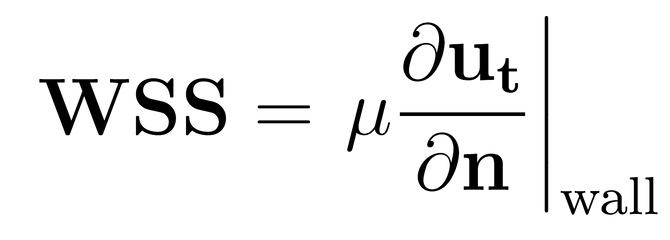 WSS = μ ∂u_t/∂n |_wall